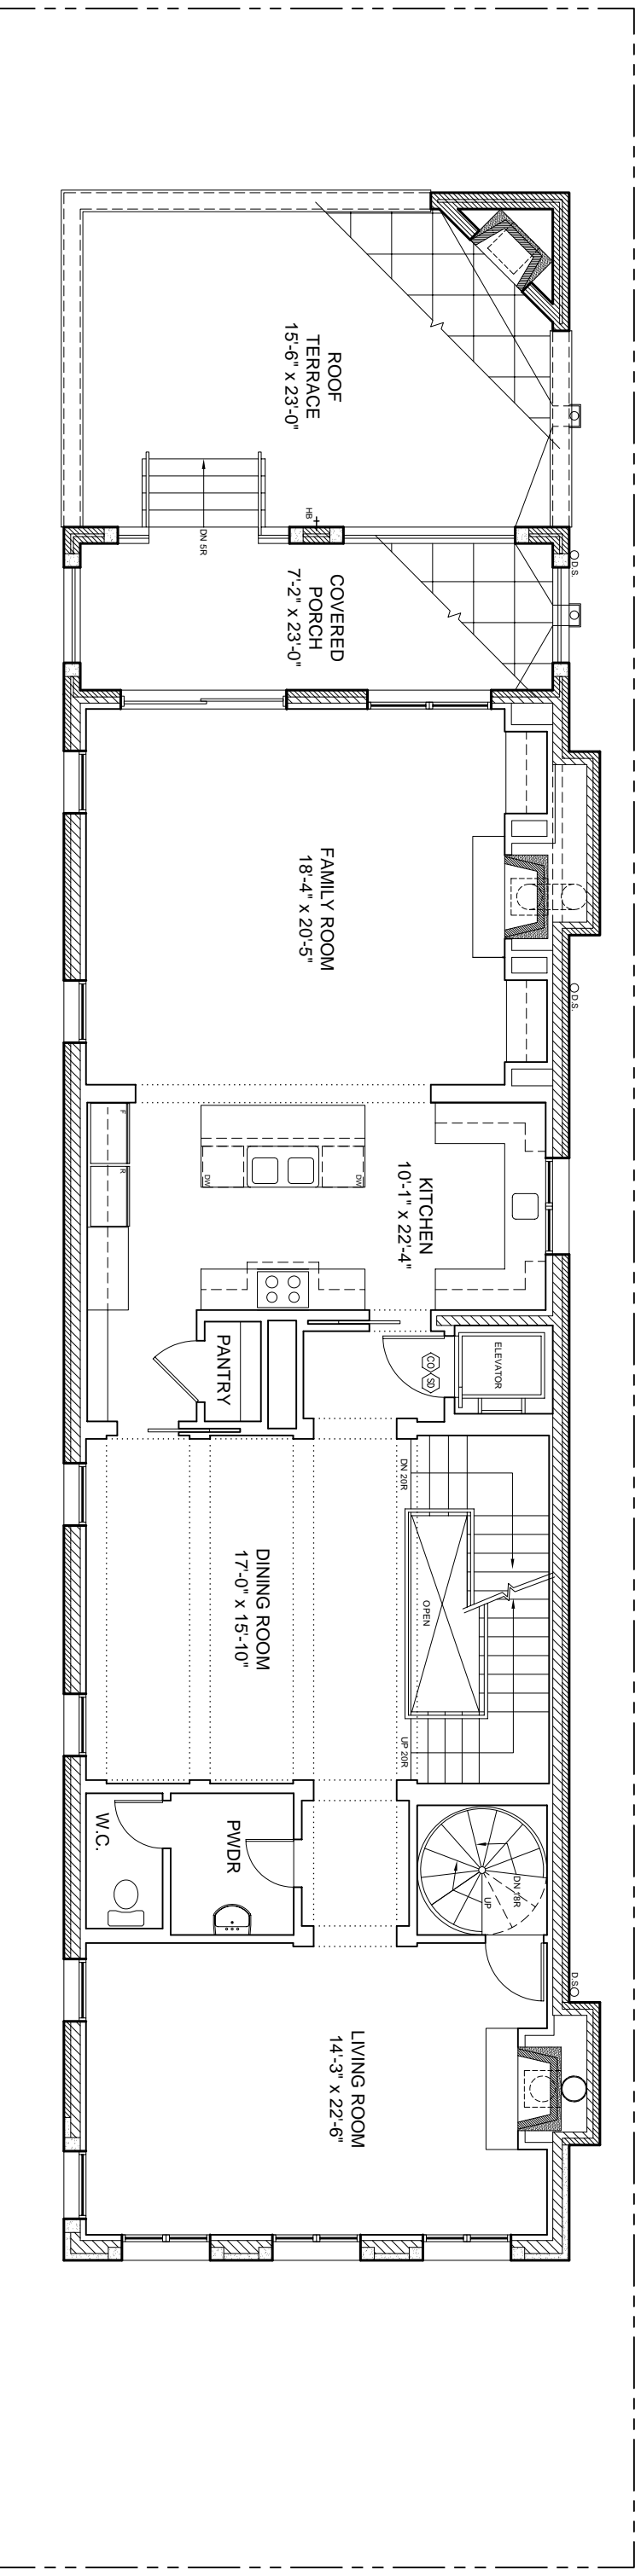 ROOF
TERRACE
15'-6" x 23'-0"
DN 5R
HB
D.S.
COVERED
PORCH
7'-2" x 23'-0"
FAMILY ROOM
18'-4" x 20'-5"
D.S.
KITCHEN
10'-1" x 22'-4"
F
R
DW
DW
PANTRY
CO
SD
ELEVATOR
DN 20R
OPEN
UP 20R
DINING ROOM
17'-0" x 15'-10"
W.C.
PWDR
DN 18R
UP
D.S.
LIVING ROOM
14'-3" x 22'-6"